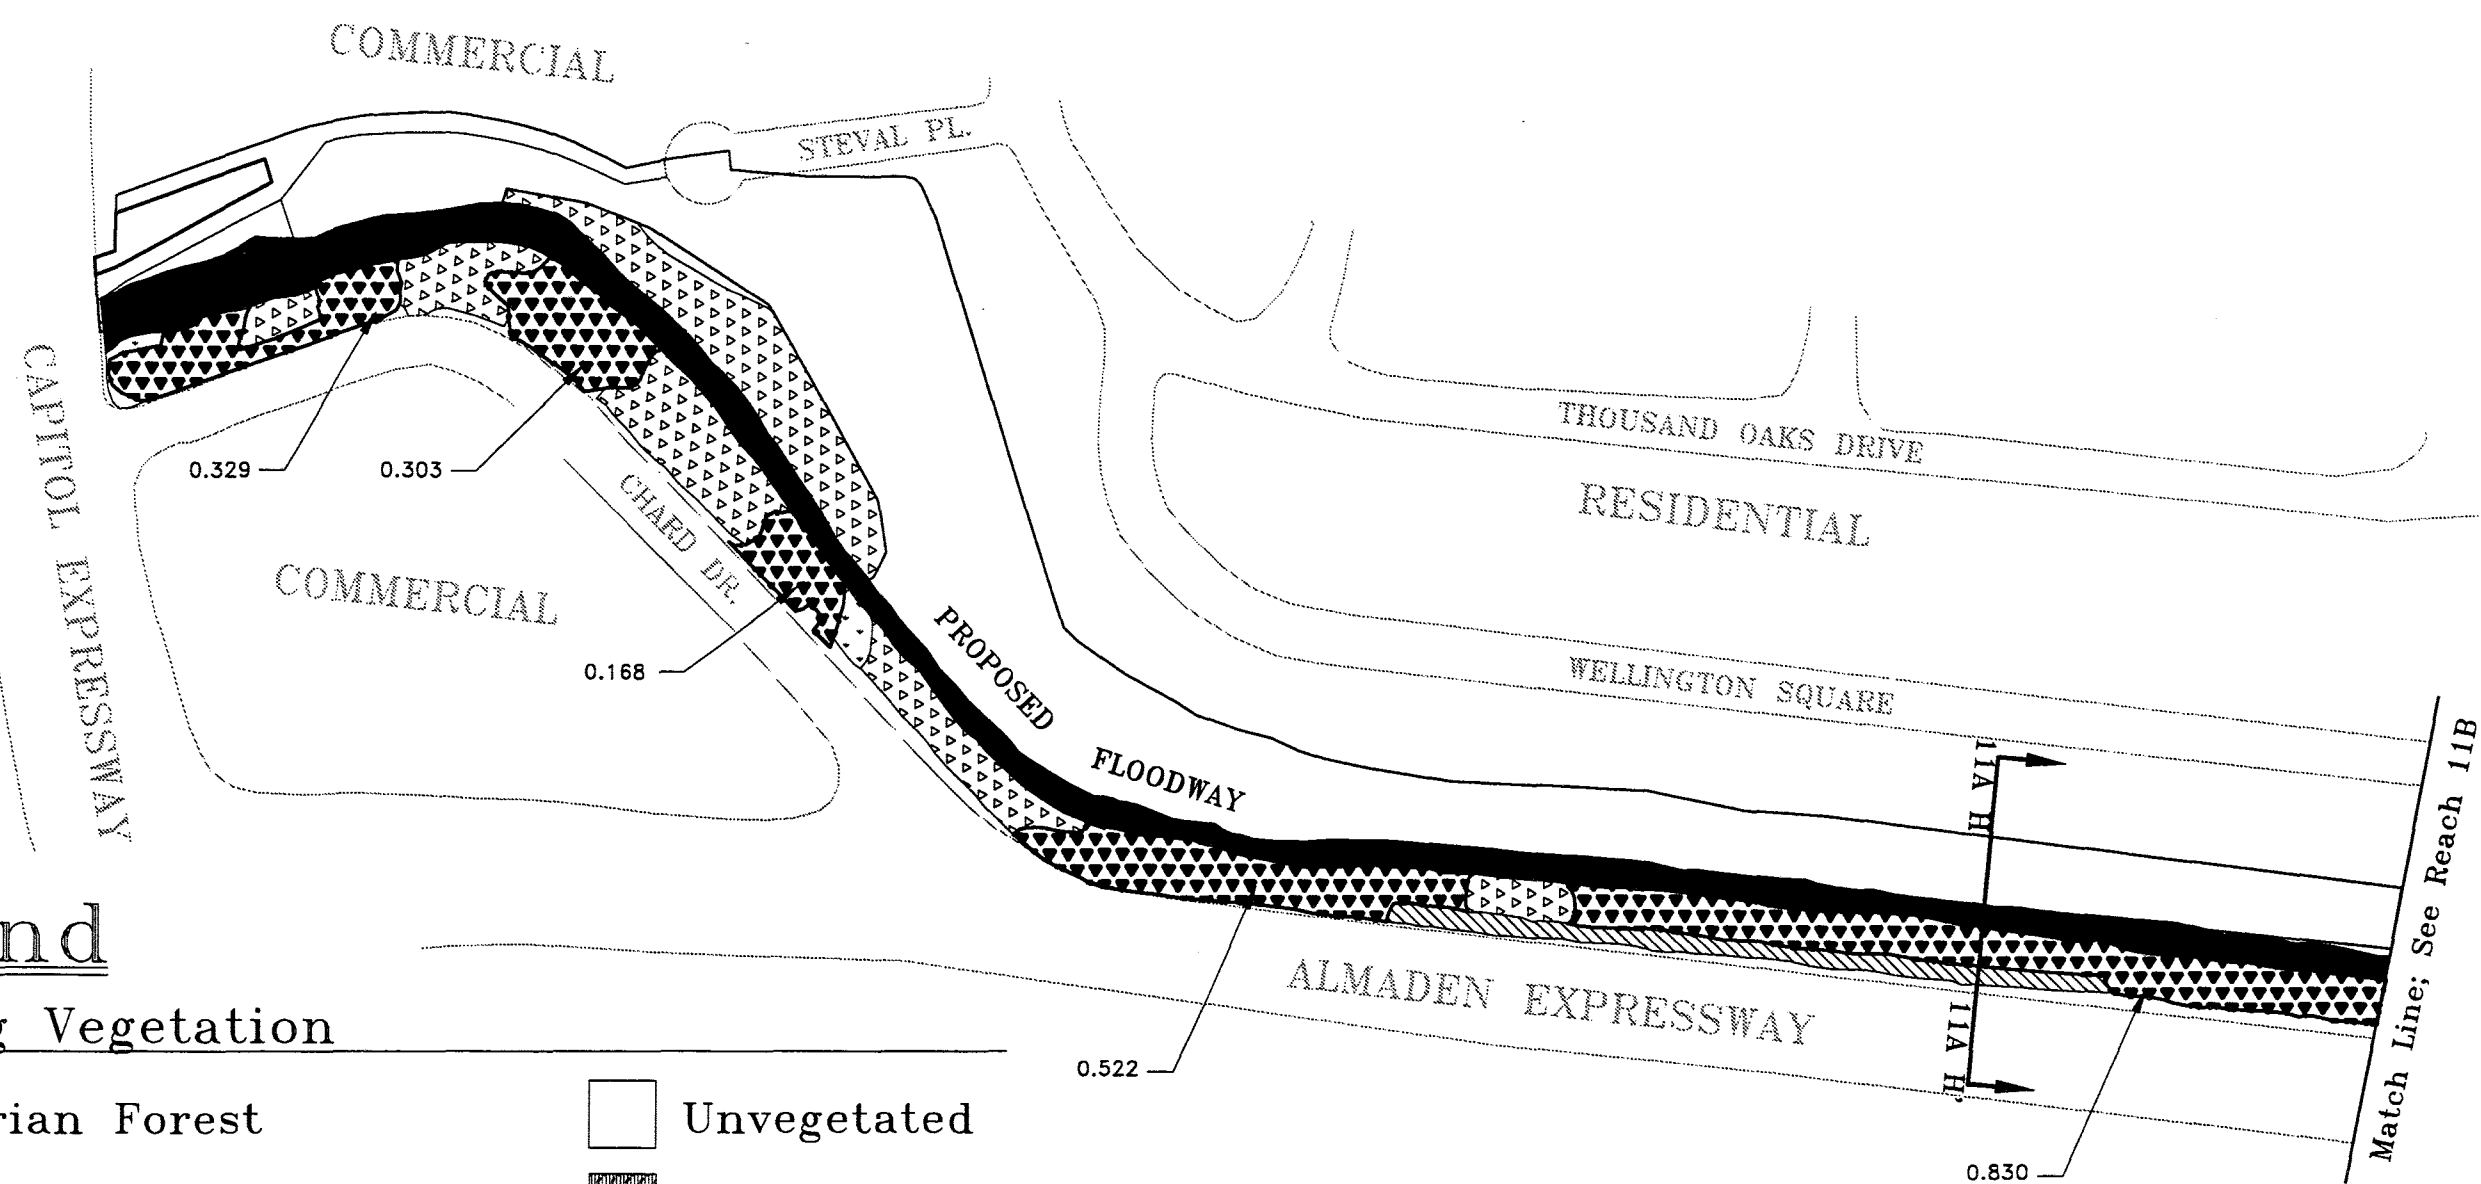 COMMERCIAL
STEVAL PL.
THOUSAND OAKS DRIVE
RESIDENTIAL
CAPITOL EXPRESSWAY
0.329
0.303
CHARD DR.
COMMERCIAL
0.168
PROPOSED FLOODWAY
WELLINGTON SQUARE
11A H
11A H'
Match Line; See Reach 11B
ALMADEN EXPRESSWAY
0.522
0.830
nd
g Vegetation
rian Forest
Unvegetated